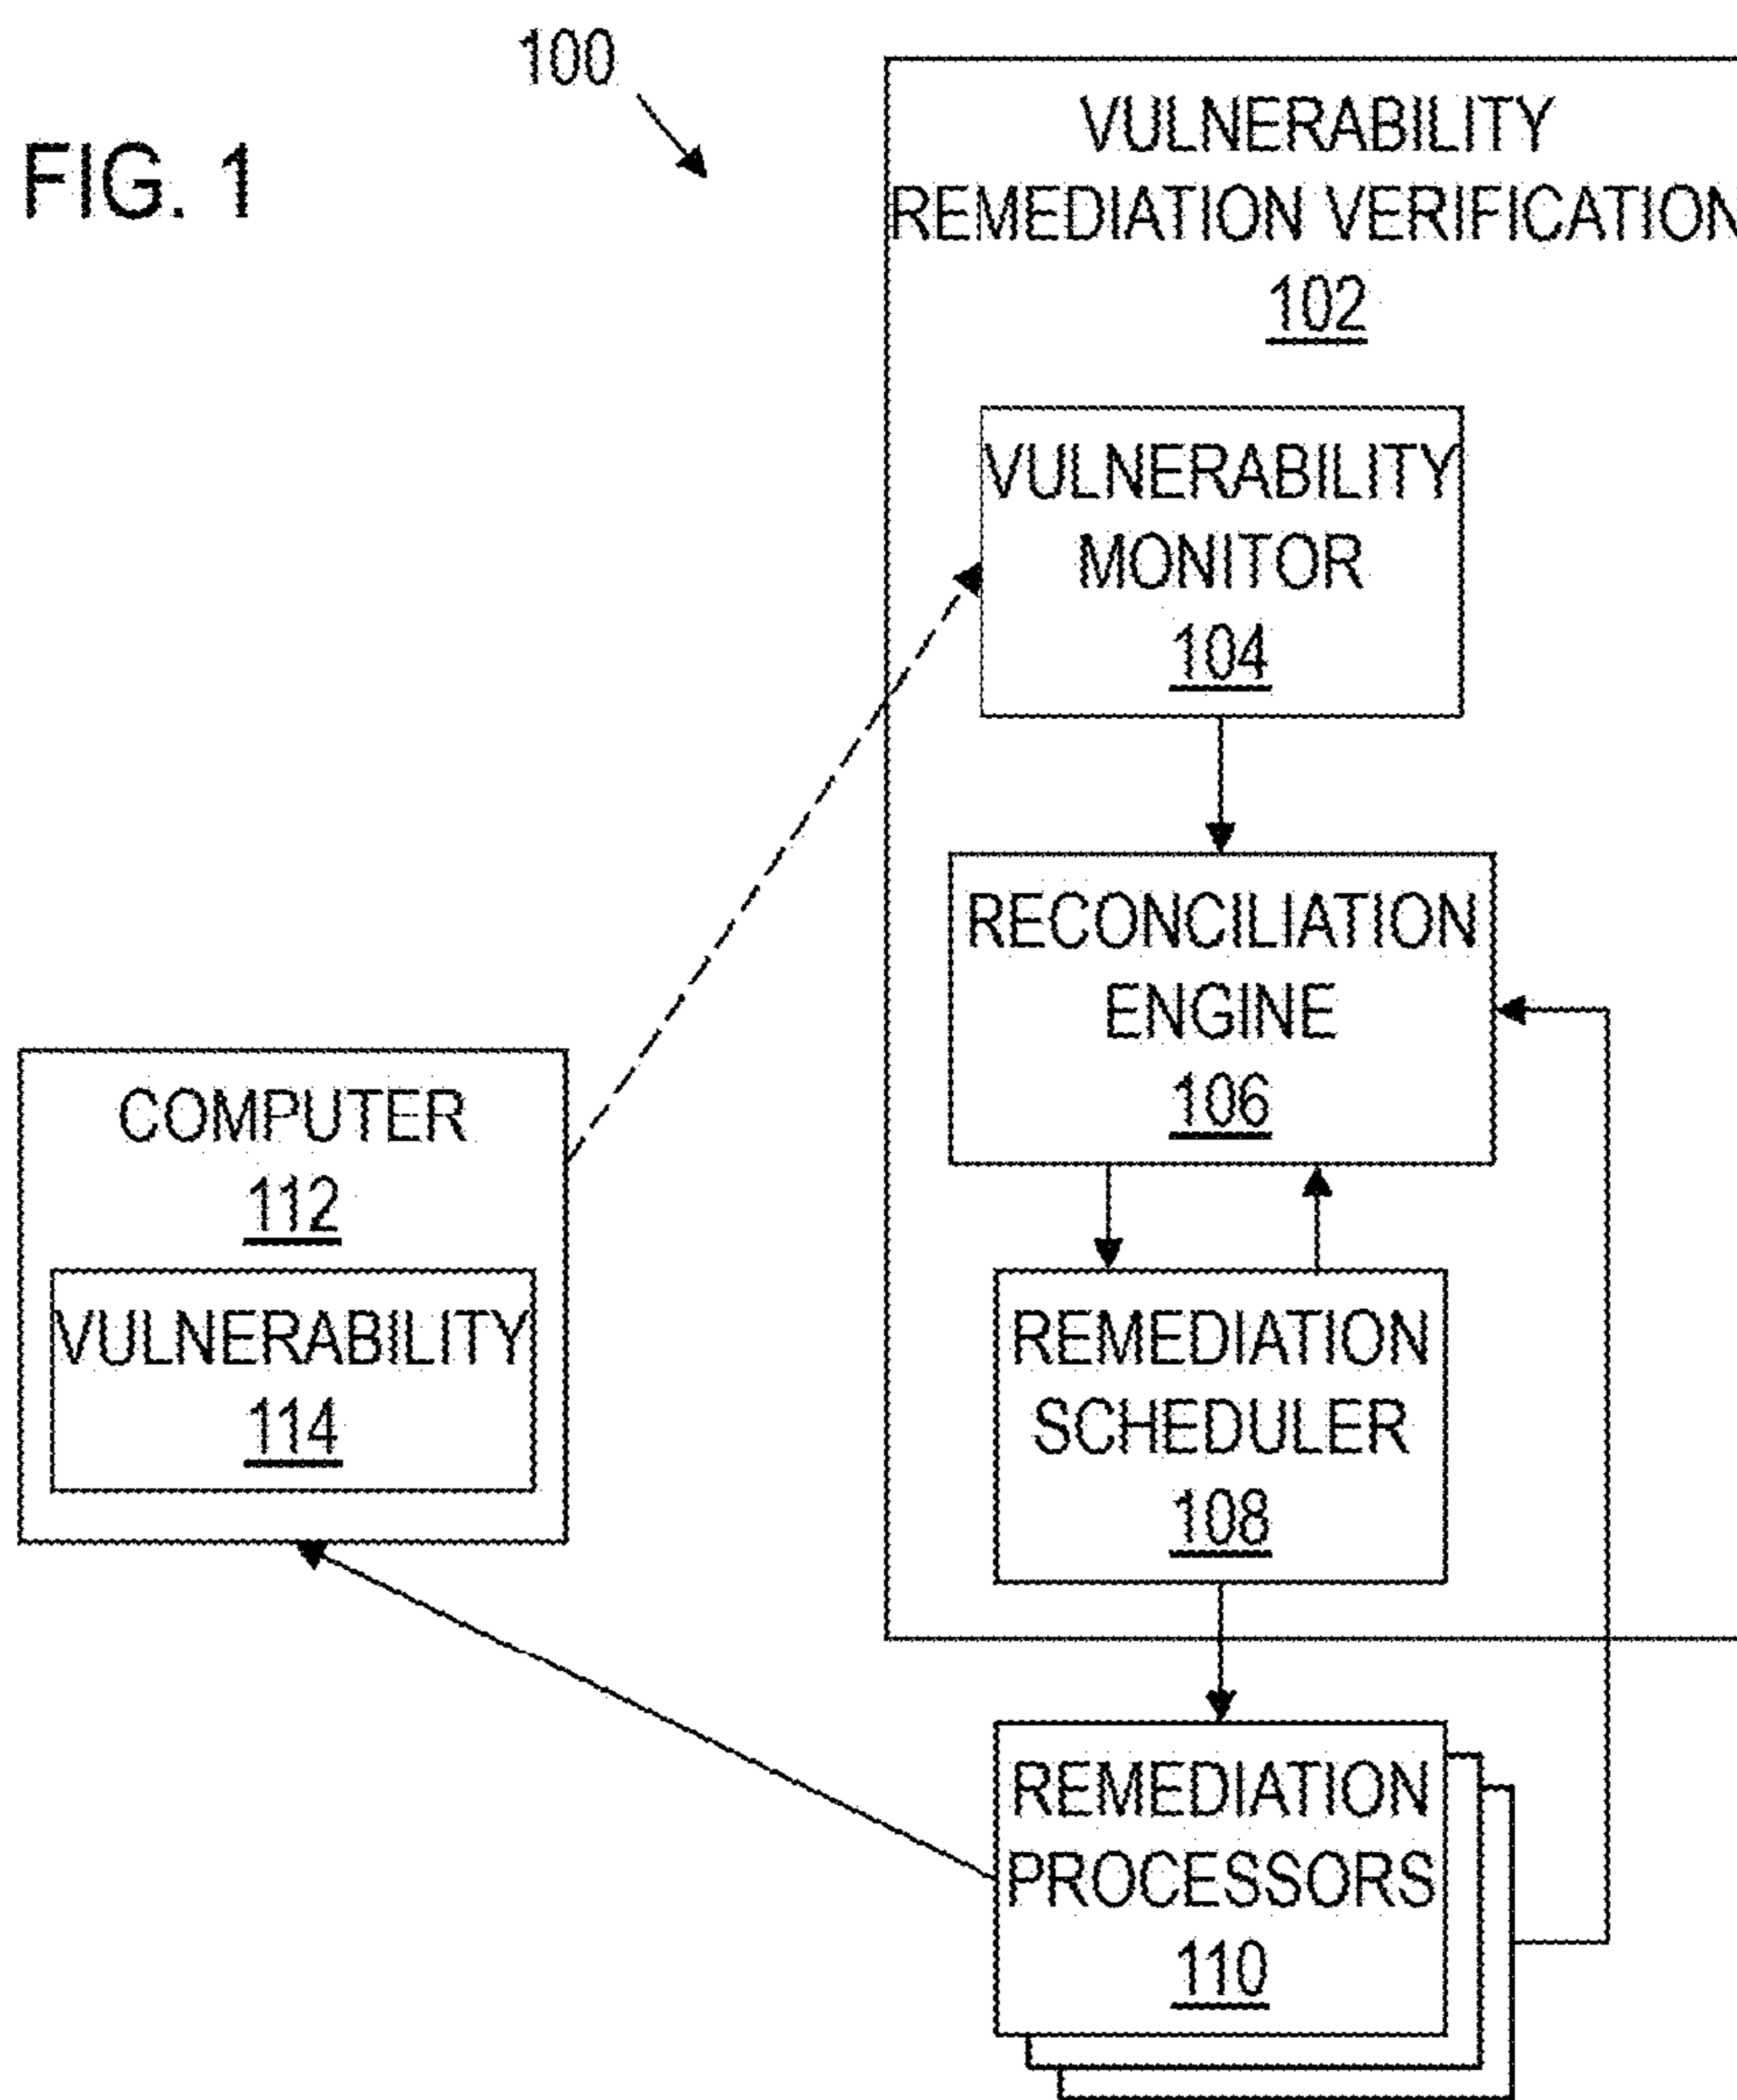 100
FIG. 1
VULNERABILITY
REMEDIATION VERIFICATION
102
VULNERABILITY
MONITOR
104
RECONCILIATION
ENGINE
106
COMPUTER
112
VULNERABILITY
114
REMEDIATION
SCHEDULER
108
REMEDIATION
PROCESSORS
110